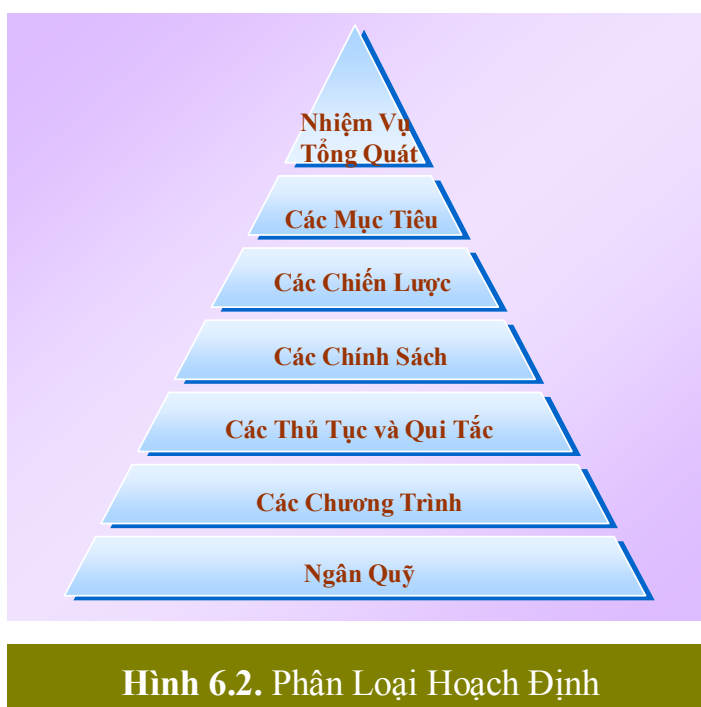 Nhiệm Vụ
Tổng Quát
Các Mục Tiêu
Các Chiến Lược
Các Chính Sách
Các Thủ Tục và Qui Tắc
Các Chương Trình
Ngân Quỹ
Hình 6.2. Phân Loại Hoạch Định